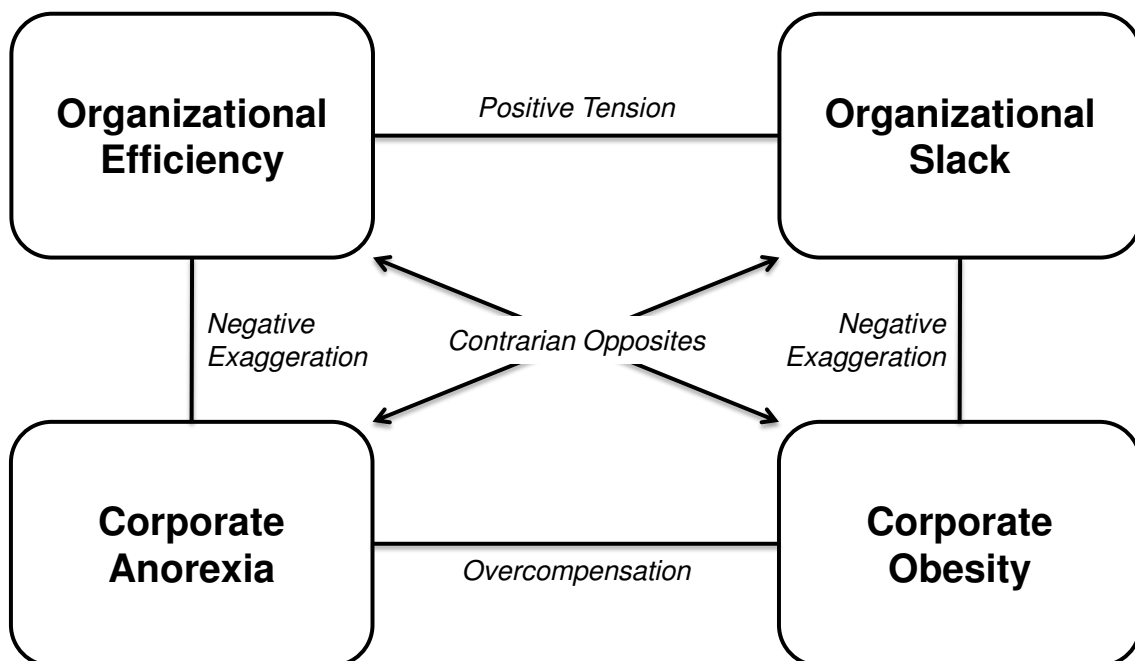 Organizational
Efficiency
Positive Tension
Organizational
Slack
Negative
Exaggeration
Contrarian Opposites
Negative
Exaggeration
Corporate
Anorexia
Overcompensation
Corporate
Obesity